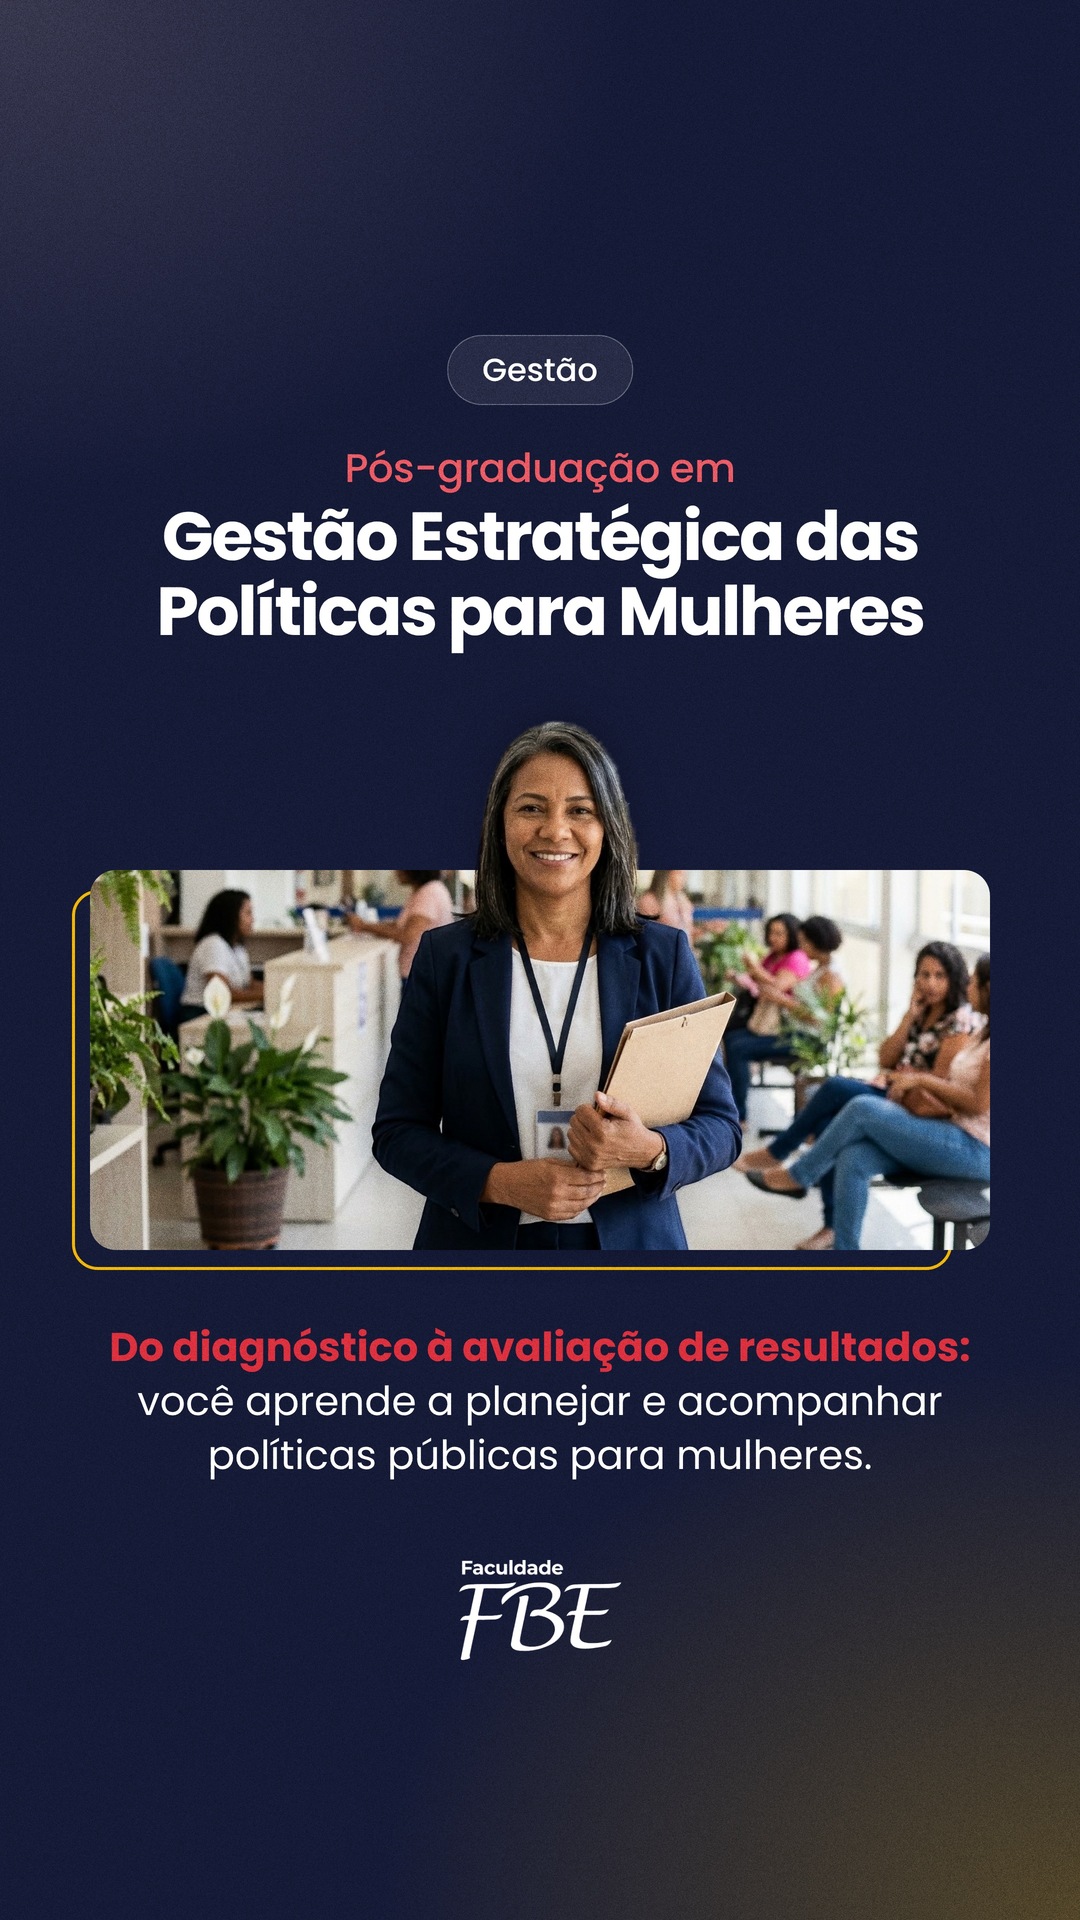 Gestão
Pós-graduação em
Gestão Estratégica das
Políticas para Mulheres
Do diagnóstico à avaliação de resultados:
você aprende a planejar e acompanhar
políticas públicas para mulheres.
Faculdade
FBE